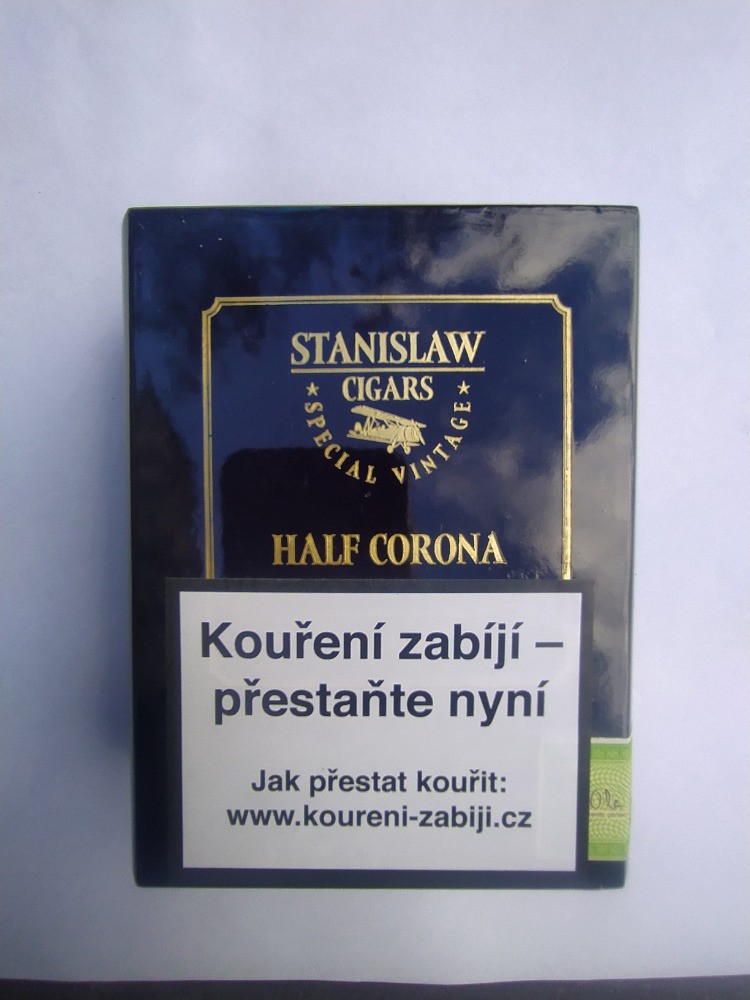 STANISLAW
CIGARS
SPECIAL VINTAGE
HALF CORONA
Kouření zabíjí –
přestaňte nyní
Jak přestat kouřit:
www.koureni-zabiji.cz